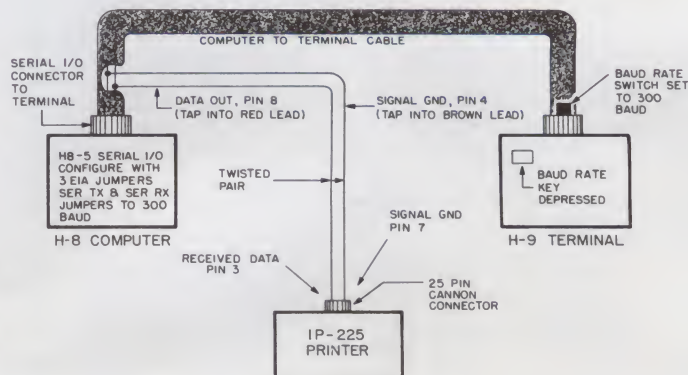 COMPUTER TO TERMINAL CABLE
SERIAL I/O
CONNECTOR
TO
TERMINAL
DATA OUT, PIN 8
(TAP INTO RED LEAD)
SIGNAL GND, PIN 4
(TAP INTO BROWN LEAD)
BAUD RATE
SWITCH SET
TO 300
BAUD
H8-5 SERIAL I/O
CONFIGURE WITH
3 EIA JUMPERS
SER TX & SER RX
JUMPERS TO 300
BAUD
H-8 COMPUTER
TWISTED
PAIR
BAUD RATE
KEY
DEPRESSED
H-9 TERMINAL
SIGNAL GND
PIN 7
RECEIVED DATA
PIN 3
25 PIN
CANNON
CONNECTOR
IP-225
PRINTER